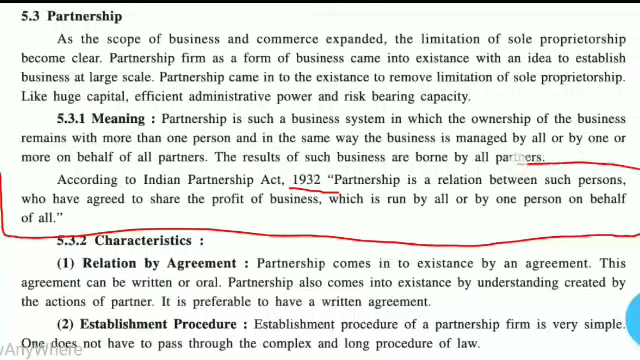 5.3 Partnership
As the scope of business and commerce expanded, the limitation of sole proprietorship
become clear. Partnership firm as a form of business came into existance with an idea to establish
business at large scale. Partnership came in to the existance to remove limitation of sole proprietorship.
Like huge capital, efficient administrative power and risk bearing capacity.
5.3.1 Meaning : Partnership is such a business system in which the ownership of the business
remains with more than one person and in the same way the business is managed by all or by one or
more on behalf of all partners. The results of such business are borne by all partners.
According to Indian Partnership Act, 1932 “Partnership is a relation between such persons,
who have agreed to share the profit of business, which is run by all or by one person on behalf
of all.”
5.3.2 Characteristics :
(1) Relation by Agreement : Partnership comes in to existance by an agreement. This
agreement can be written or oral. Partnership also comes into existance by understanding created by
the actions of partner. It is preferable to have a written agreement.
(2) Establishment Procedure : Establishment procedure of a partnership firm is very simple.
One does not have to pass through the complex and long procedure of law.